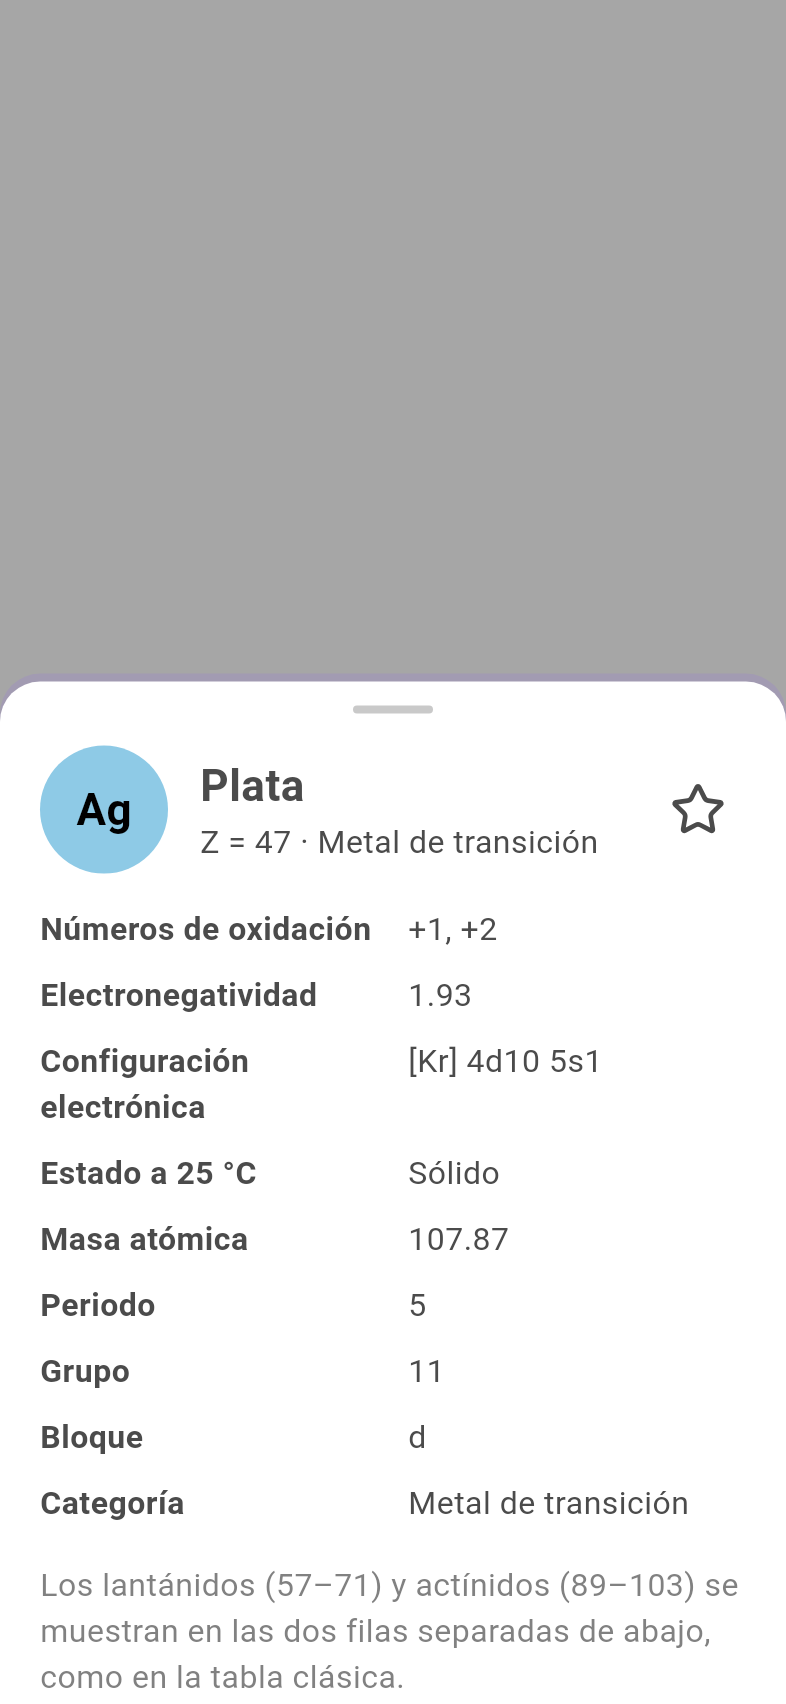 Ag
Plata
Z = 47 · Metal de transición
Números de oxidación +1, +2
Electronegatividad 1.93
Configuración [Kr] 4d10 5s1
electrónica
Estado a 25 °C Sólido
Masa atómica 107.87
Periodo 5
Grupo 11
Bloque d
Categoría Metal de transición
Los lantánidos (57–71) y actínidos (89–103) se
muestran en las dos filas separadas de abajo,
como en la tabla clásica.